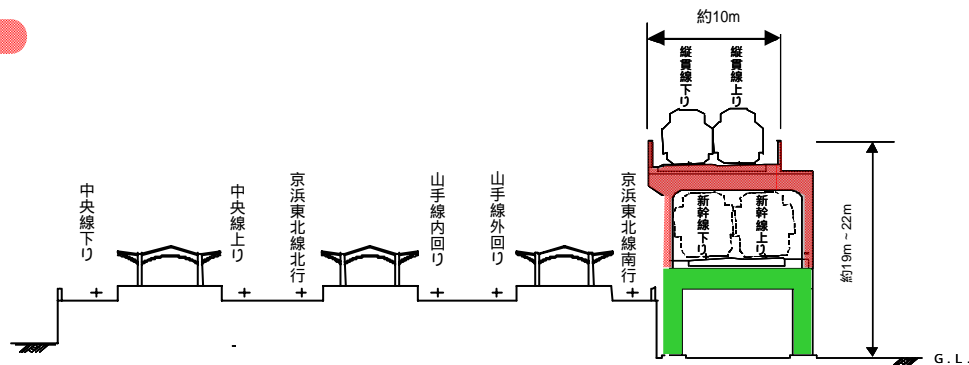 約10m
縦貫線下り
縦貫線上り
中央線下り
中央線上り
京浜東北線北行
山手線内回り
山手線外回り
京浜東北線南行
新幹線下り
新幹線上り
約19m ~ 22m
G.L.